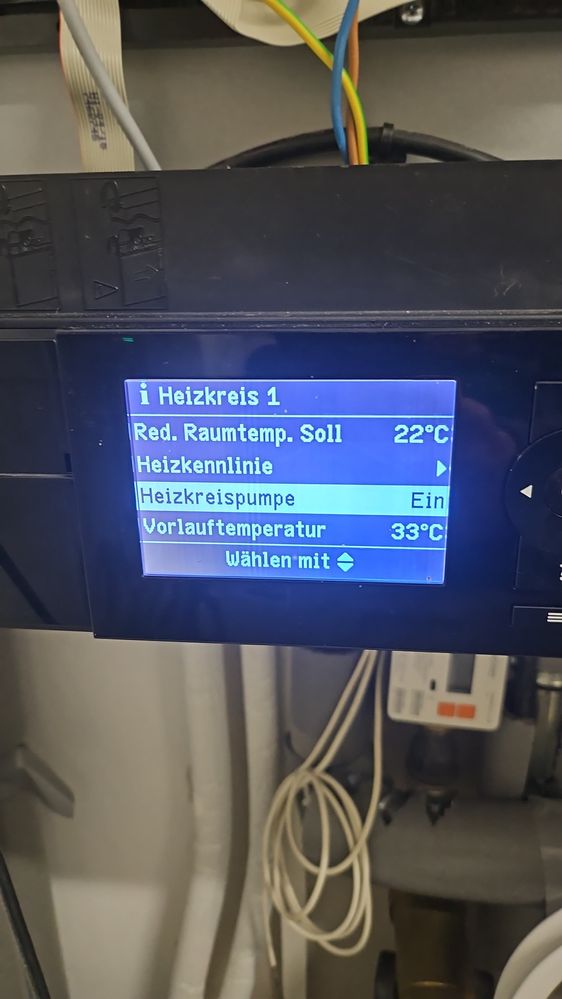 i Heizkreis 1
Red. Raumtemp. Soll 22°C
Heizkennlinie
Heizkreispumpe Ein
Vorlauftemperatur 33°C
Wählen mit